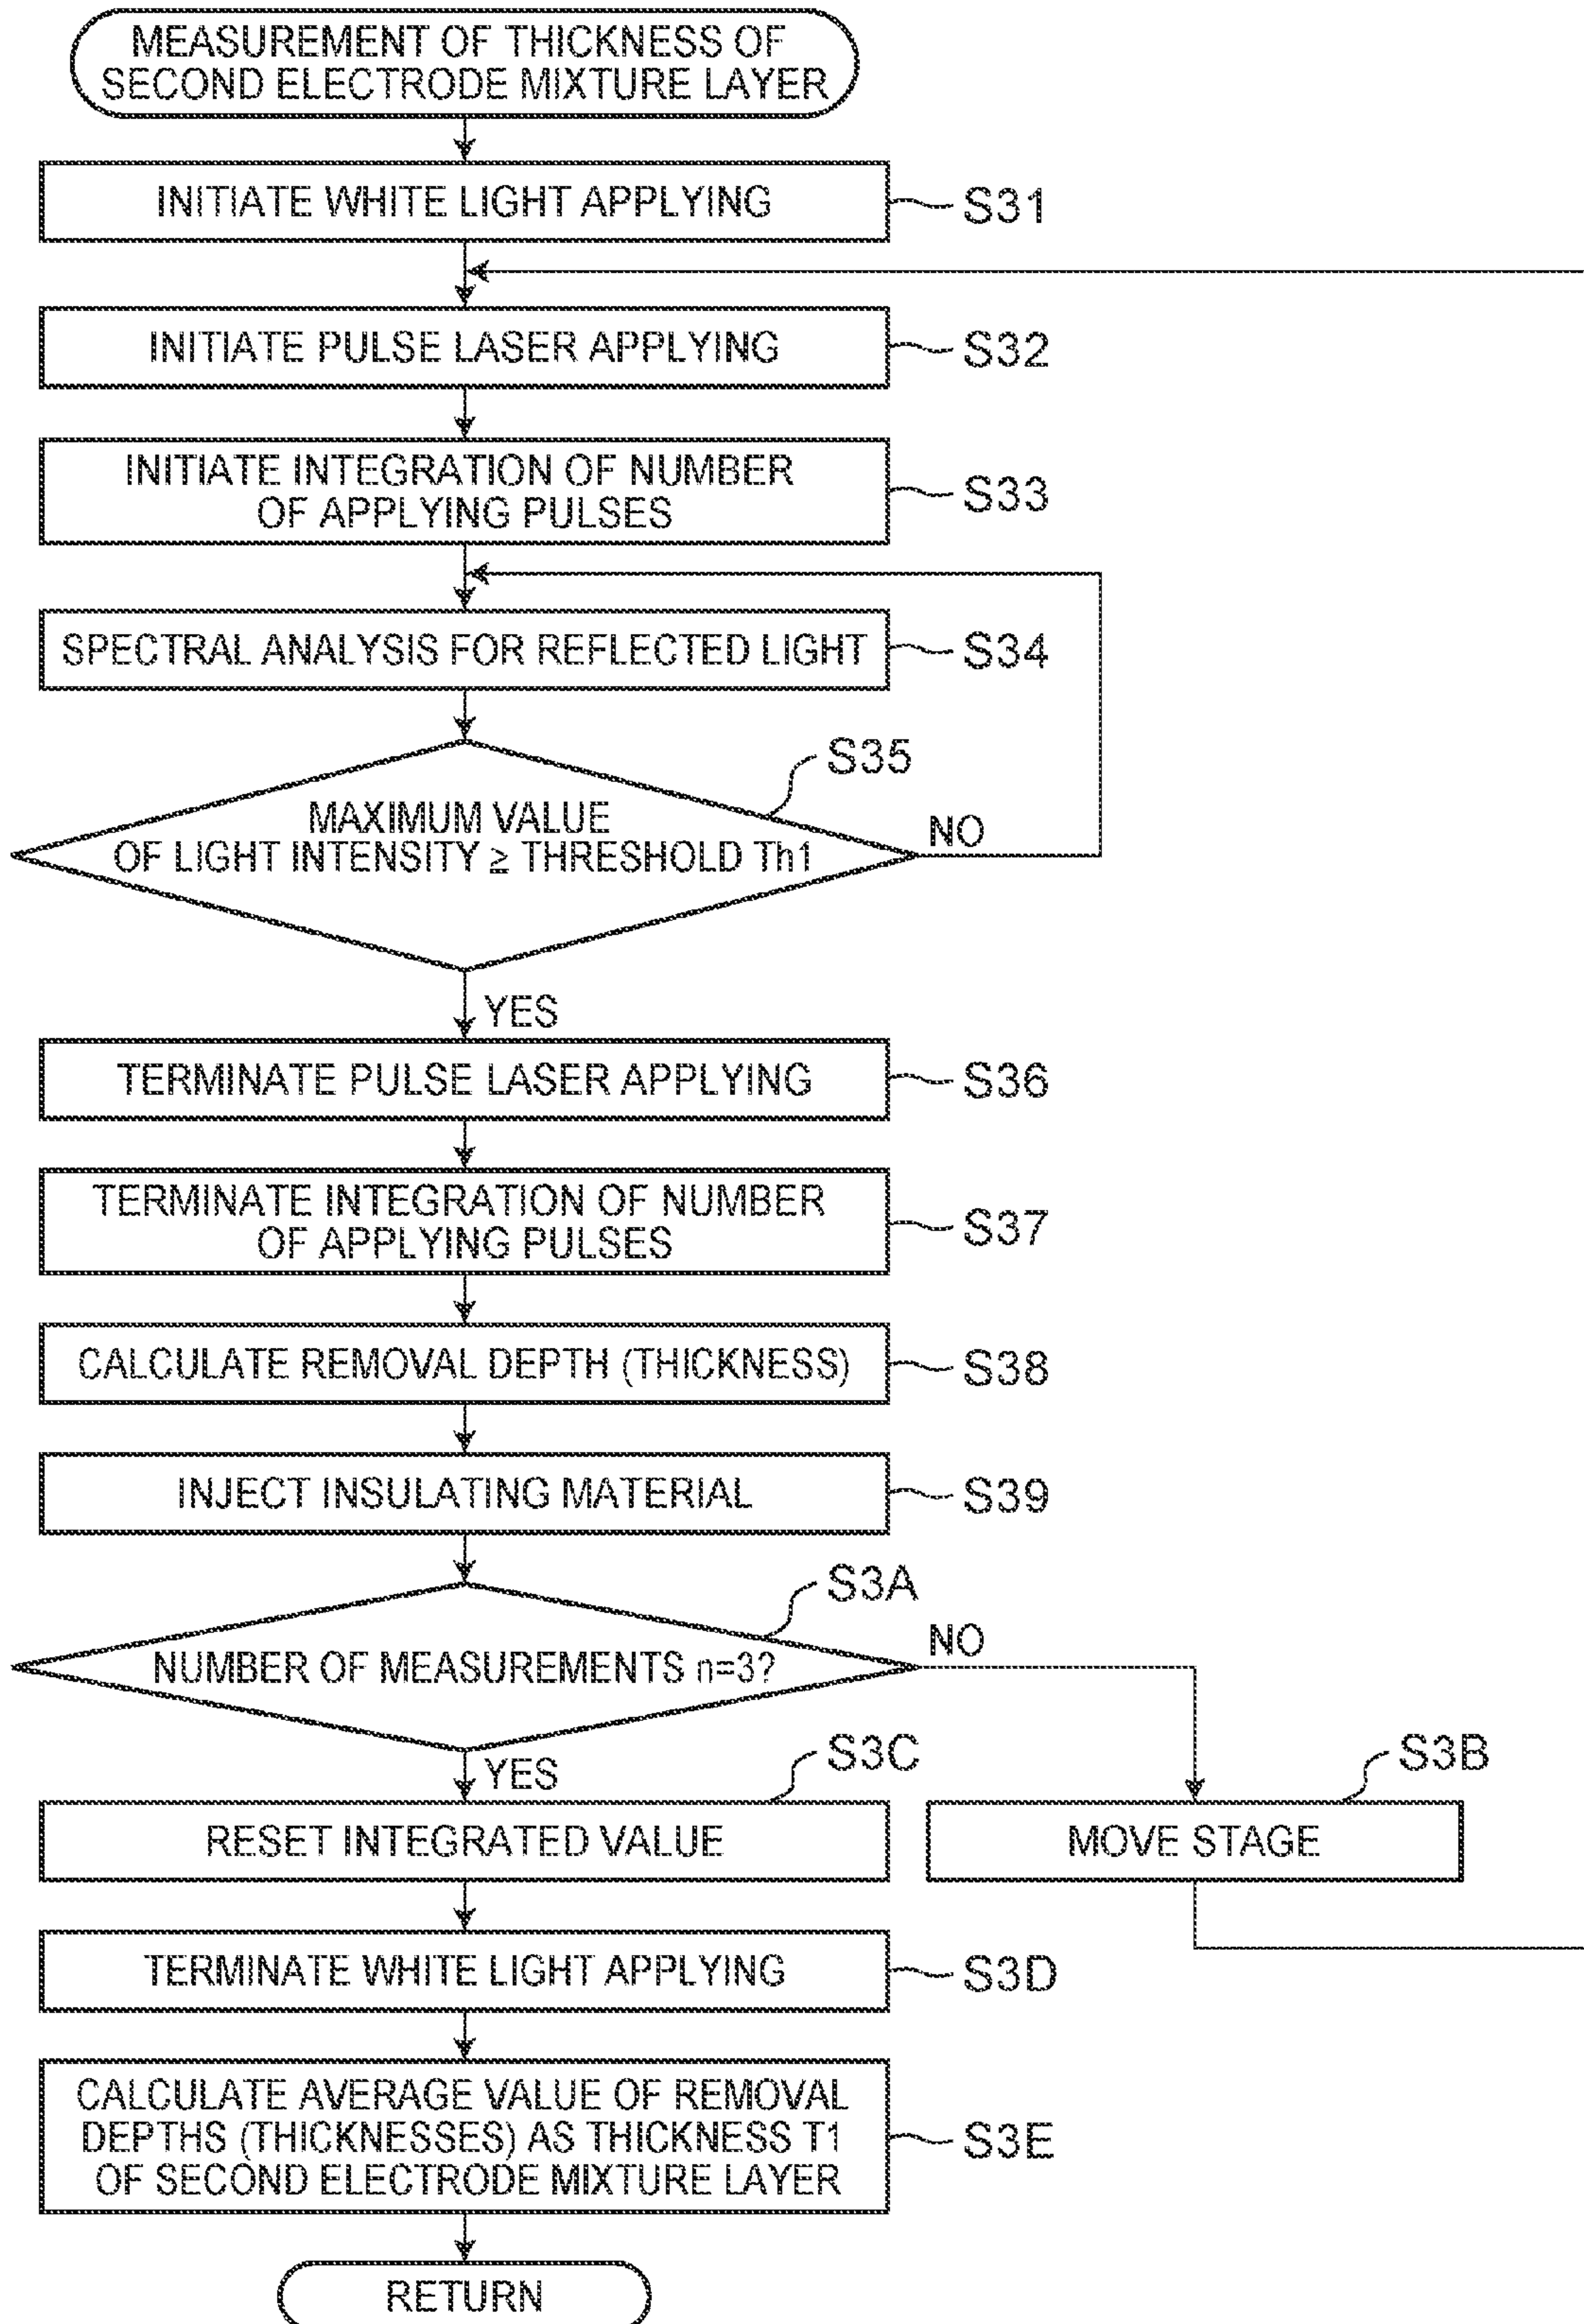 MEASUREMENT OF THICKNESS OF
SECOND ELECTRODE MIXTURE LAYER
INITIATE WHITE LIGHT APPLYING
S31
INITIATE PULSE LASER APPLYING
S32
INITIATE INTEGRATION OF NUMBER
OF APPLYING PULSES
S33
SPECTRAL ANALYSIS FOR REFLECTED LIGHT
S34
S35
MAXIMUM VALUE
OF LIGHT INTENSITY ≥ THRESHOLD Th1
NO
YES
TERMINATE PULSE LASER APPLYING
S36
TERMINATE INTEGRATION OF NUMBER
OF APPLYING PULSES
S37
CALCULATE REMOVAL DEPTH (THICKNESS)
S38
INJECT INSULATING MATERIAL
S39
S3A
NUMBER OF MEASUREMENTS n=3?
NO
YES
S3C
S3B
RESET INTEGRATED VALUE
MOVE STAGE
TERMINATE WHITE LIGHT APPLYING
S3D
CALCULATE AVERAGE VALUE OF REMOVAL
DEPTHS (THICKNESSES) AS THICKNESS T1
OF SECOND ELECTRODE MIXTURE LAYER
S3E
RETURN